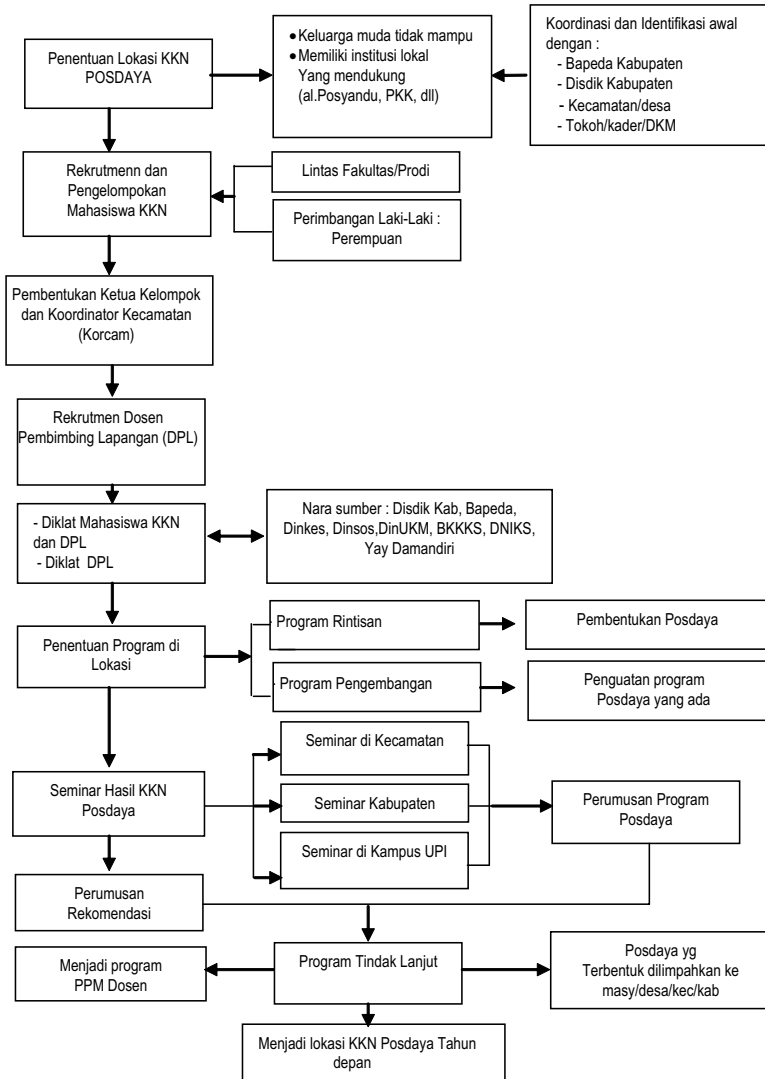 Penentuan Lokasi KKN
POSDAYA
●Keluarga muda tidak mampu
●Memiliki institusi lokal
Yang mendukung
(al.Posyandu, PKK, dll)
Koordinasi dan Identifikasi awal
dengan :
- Bapeda Kabupaten
- Disdik Kabupaten
- Kecamatan/desa
- Tokoh/kader/DKM
Rekrutmenn dan
Pengelompokan
Mahasiswa KKN
Lintas Fakultas/Prodi
Perimbangan Laki-Laki :
Perempuan
Pembentukan Ketua Kelompok
dan Koordinator Kecamatan
(Korcam)
Rekrutmen Dosen
Pembimbing Lapangan (DPL)
- Diklat Mahasiswa KKN
dan DPL
- Diklat DPL
Nara sumber : Disdik Kab, Bapeda,
Dinkes, Dinsos,DinUKM, BKKKS, DNIKS,
Yay Damandiri
Penentuan Program di
Lokasi
Program Rintisan
Pembentukan Posdaya
Program Pengembangan
Penguatan program
Posdaya yang ada
Seminar Hasil KKN
Posdaya
Seminar di Kecamatan
Seminar Kabupaten
Seminar di Kampus UPI
Perumusan Program
Posdaya
Perumusan
Rekomendasi
Menjadi program
PPM Dosen
Program Tindak Lanjut
Posdaya yg
Terbentuk dilimpahkan ke
masy/desa/kec/kab
Menjadi lokasi KKN Posdaya Tahun
depan